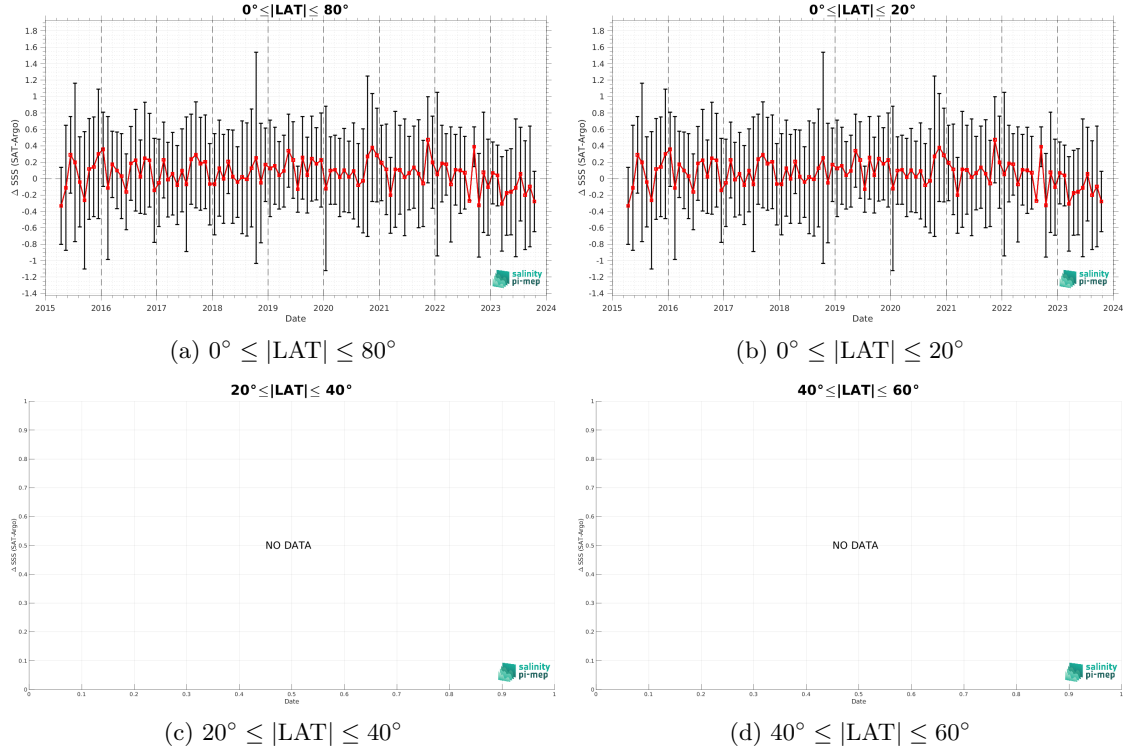 0°≤|LAT|≤ 80°
Δ SSS (SAT-Argo)
1.8
1.6
1.4
1.2
1
0.8
0.6
0.4
0.2
0
-0.2
-0.4
-0.6
-0.8
-1
-1.2
-1.4
2015 2016 2017 2018 2019 2020 2021 2022 2023 2024
Date
salinity
pi-mep
(a) 0° ≤ |LAT| ≤ 80°
0°≤|LAT|≤ 20°
Δ SSS (SAT-Argo)
1.8
1.6
1.4
1.2
1
0.8
0.6
0.4
0.2
0
-0.2
-0.4
-0.6
-0.8
-1
-1.2
-1.4
2015 2016 2017 2018 2019 2020 2021 2022 2023 2024
Date
salinity
pi-mep
(b) 0° ≤ |LAT| ≤ 20°
20°≤|LAT|≤ 40°
Δ SSS (SAT-Argo)
1
0.9
0.8
0.7
0.6
0.5
0.4
0.3
0.2
0.1
0
NO DATA
0 0.1 0.2 0.3 0.4 0.5 0.6 0.7 0.8 0.9 1
Date
salinity
pi-mep
(c) 20° ≤ |LAT| ≤ 40°
40°≤|LAT|≤ 60°
Δ SSS (SAT-Argo)
1
0.9
0.8
0.7
0.6
0.5
0.4
0.3
0.2
0.1
0
NO DATA
0 0.1 0.2 0.3 0.4 0.5 0.6 0.7 0.8 0.9 1
Date
salinity
pi-mep
(d) 40° ≤ |LAT| ≤ 60°